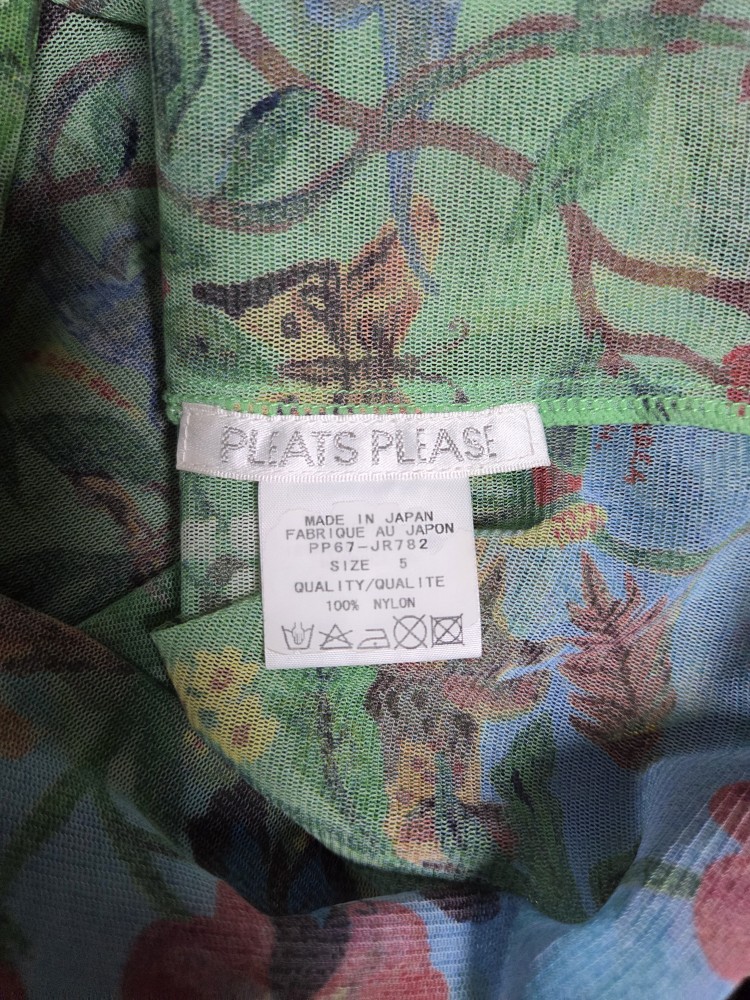 PLEATS PLEASE
MADE IN JAPAN
FABRIQUE AU JAPON
PP67-JR782
SIZE 5
QUALITY/QUALITE
100% NYLON